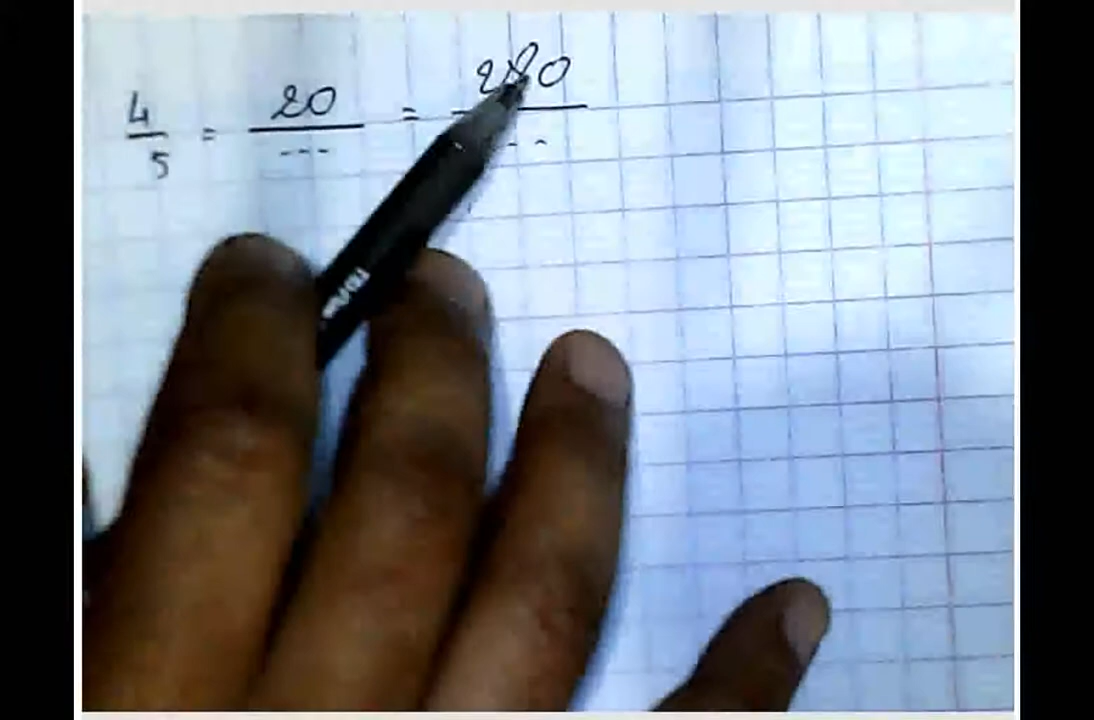 4/5 = 20/--- = 280/---